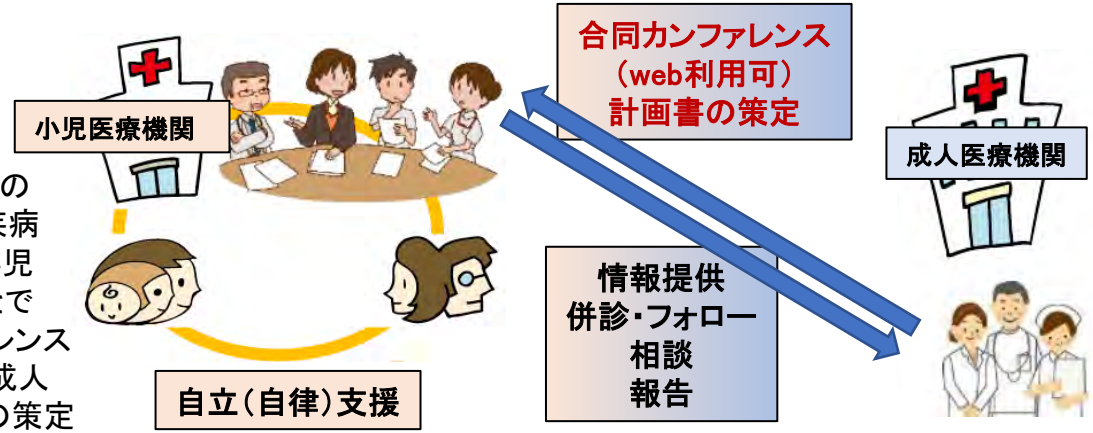 合同カンファレンス
（web利用可）
計画書の策定
小児医療機関
成人医療機関
の
疾病
児
で
レンス
成人
の策定
情報提供
併診・フォロー
相談
報告
自立（自律）支援